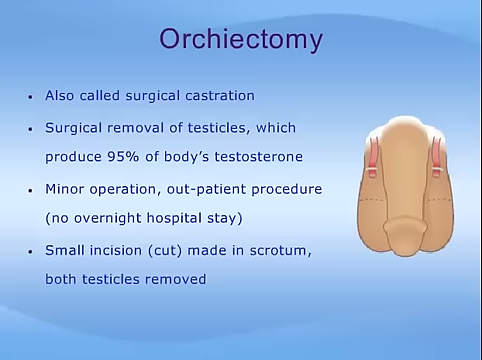 Orchiectomy
• Also called surgical castration
• Surgical removal of testicles, which
produce 95% of body's testosterone
• Minor operation, out-patient procedure
(no overnight hospital stay)
• Small incision (cut) made in scrotum,
both testicles removed